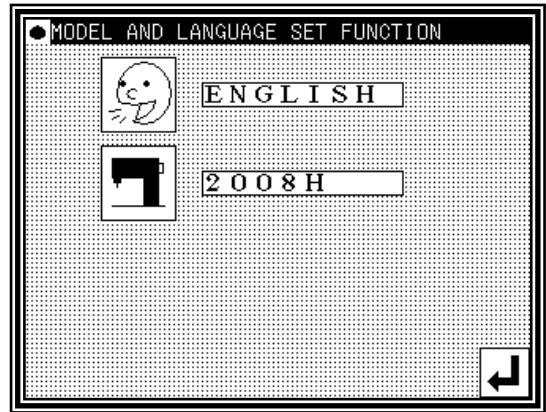 MODEL AND LANGUAGE SET FUNCTION
ENGLISH
2008H